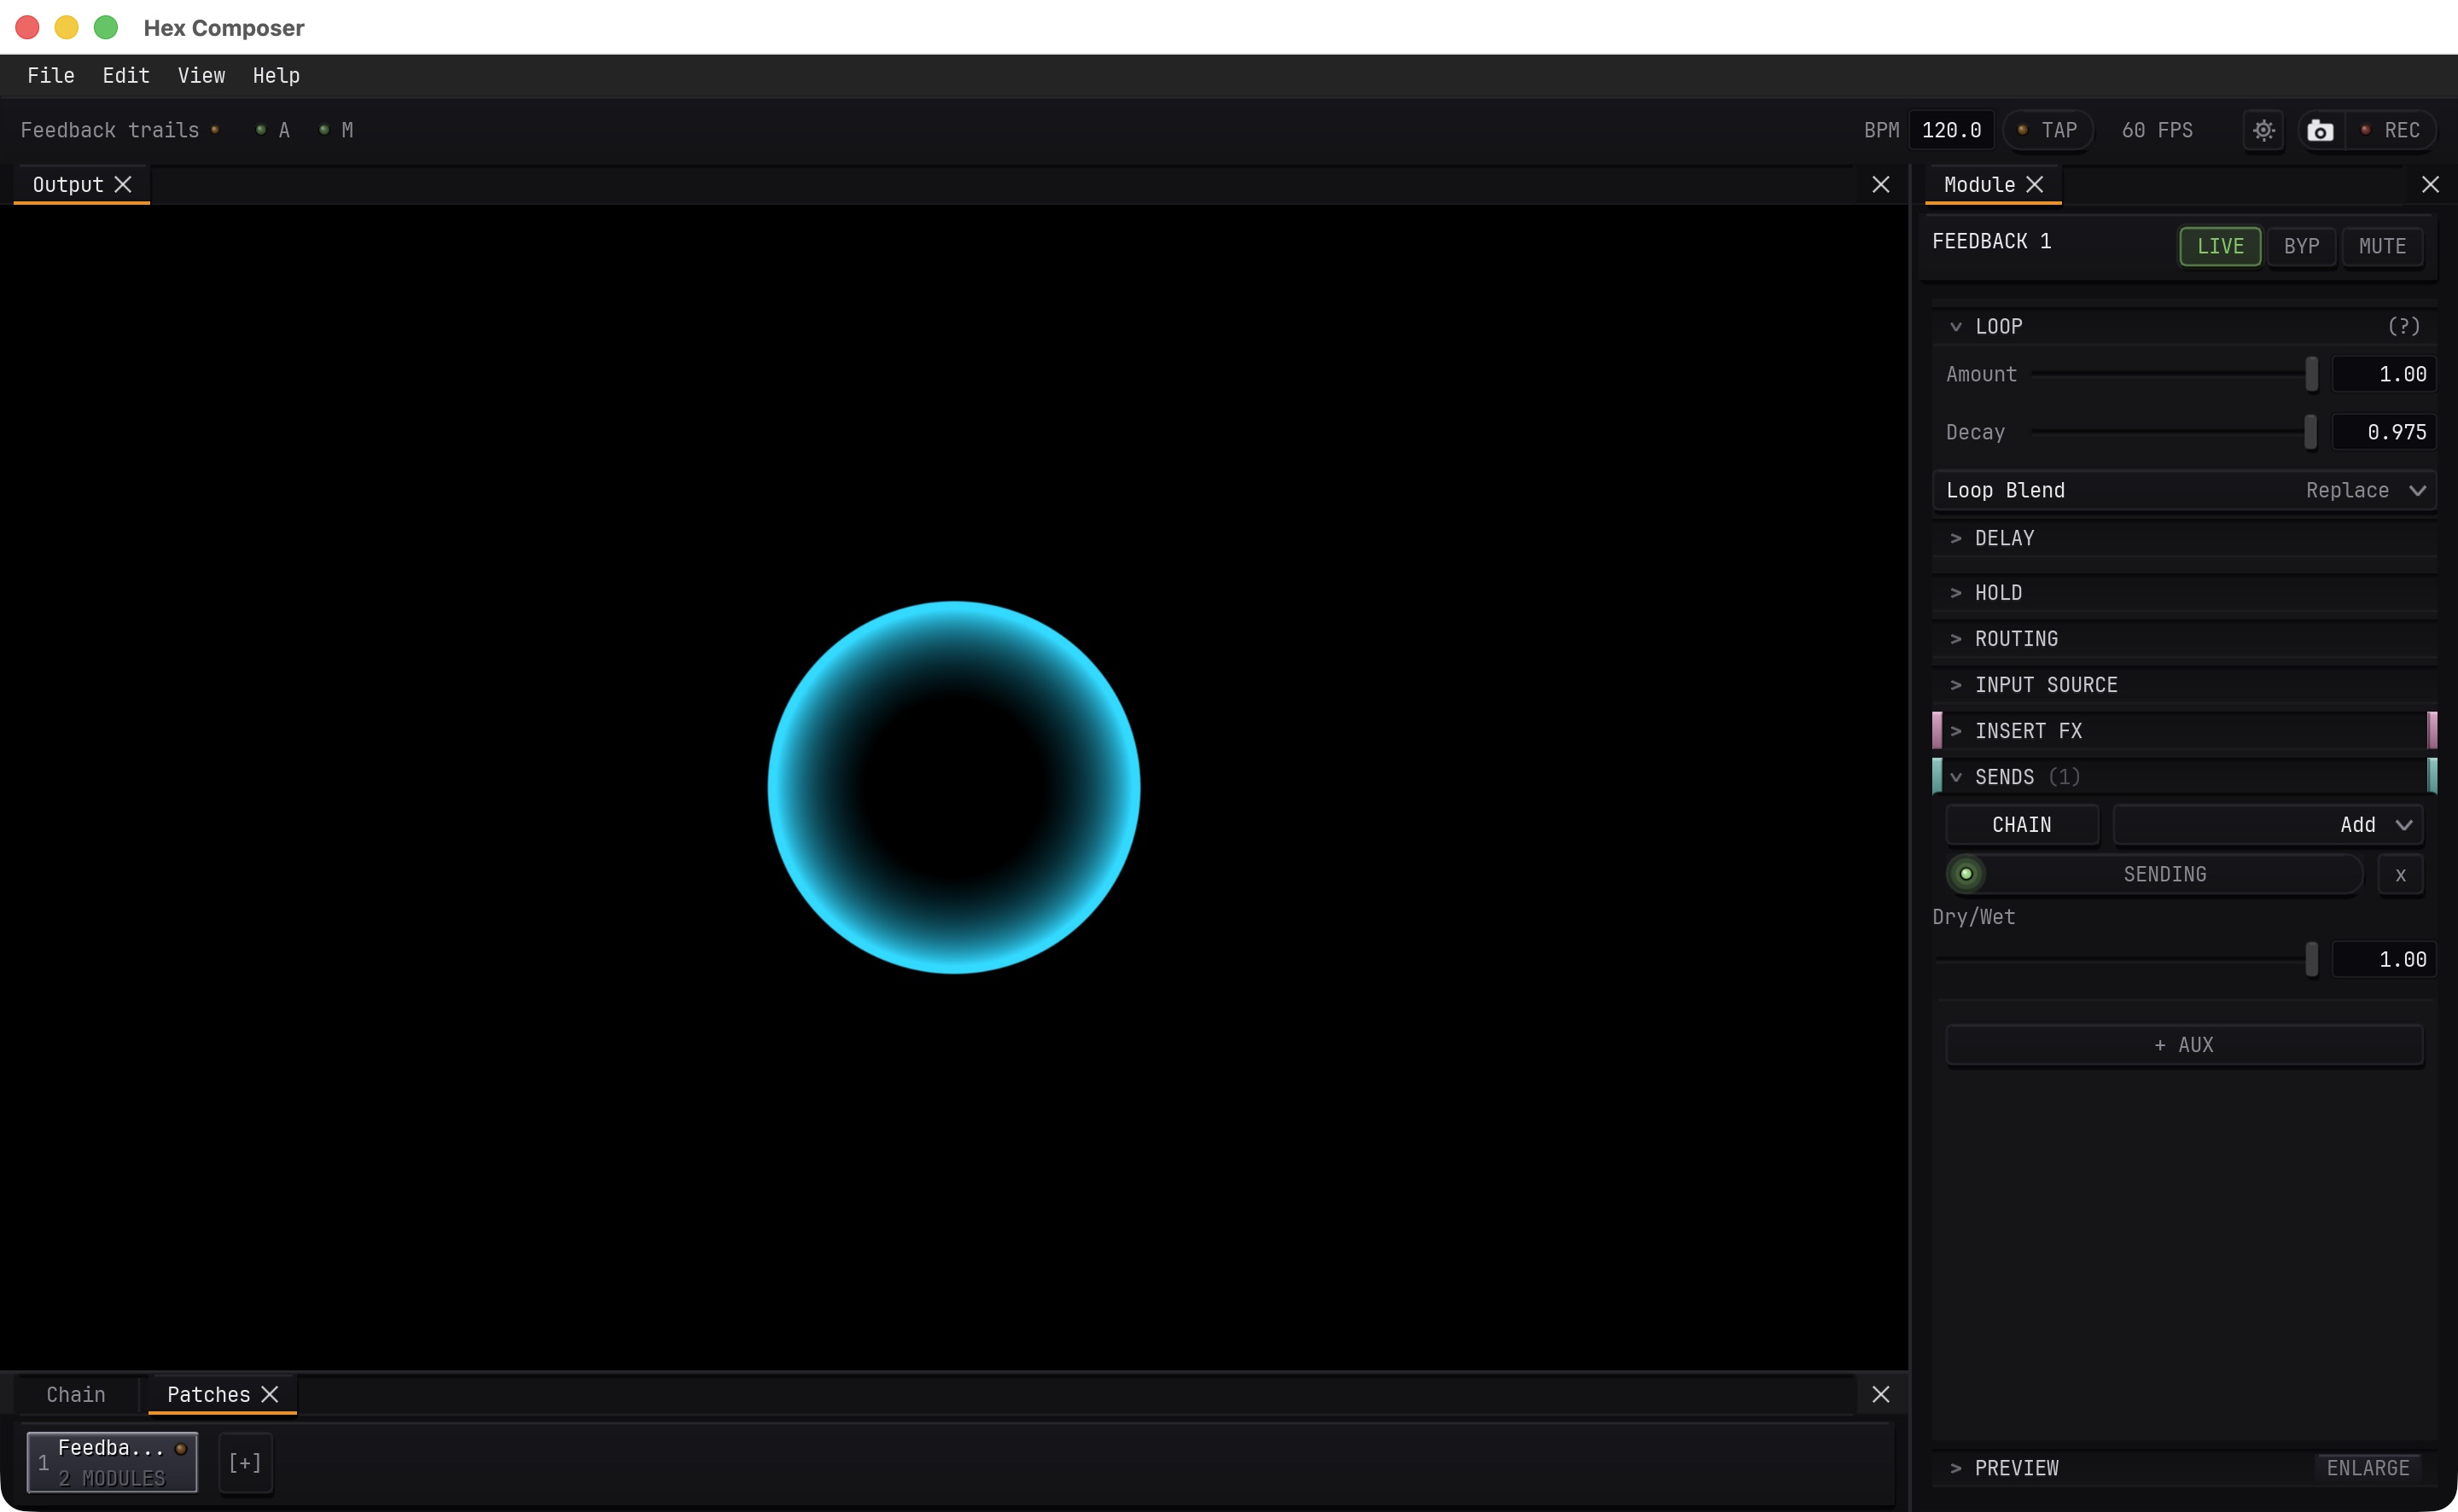 Hex Composer
File Edit View Help
Feedback trails A M BPM 120.0 TAP 60 FPS REC
Output
Module
FEEDBACK 1 LIVE BYP MUTE
LOOP (?)
Amount 1.00
Decay 0.975
Loop Blend Replace
> DELAY
> HOLD
> ROUTING
> INPUT SOURCE
> INSERT FX
SENDS (1)
CHAIN Add
SENDING x
Dry/Wet
1.00
+ AUX
Chain Patches
1 Feedba...
2 MODULES
[+]
> PREVIEW ENLARGE